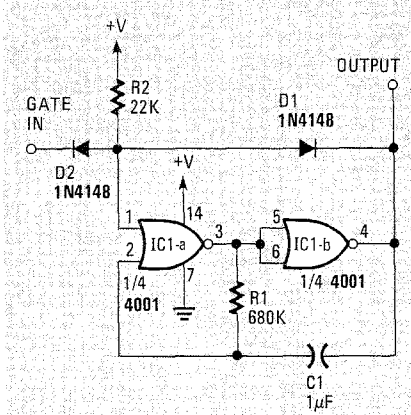 +V
OUTPUT
R2
22K
D1
1N4148
GATE
IN
D2
1N4148
+V
1
14
3
5
IC1-a
IC1-b
4
2
6
7
1/4 4001
1/4
4001
R1
680K
C1
1µF